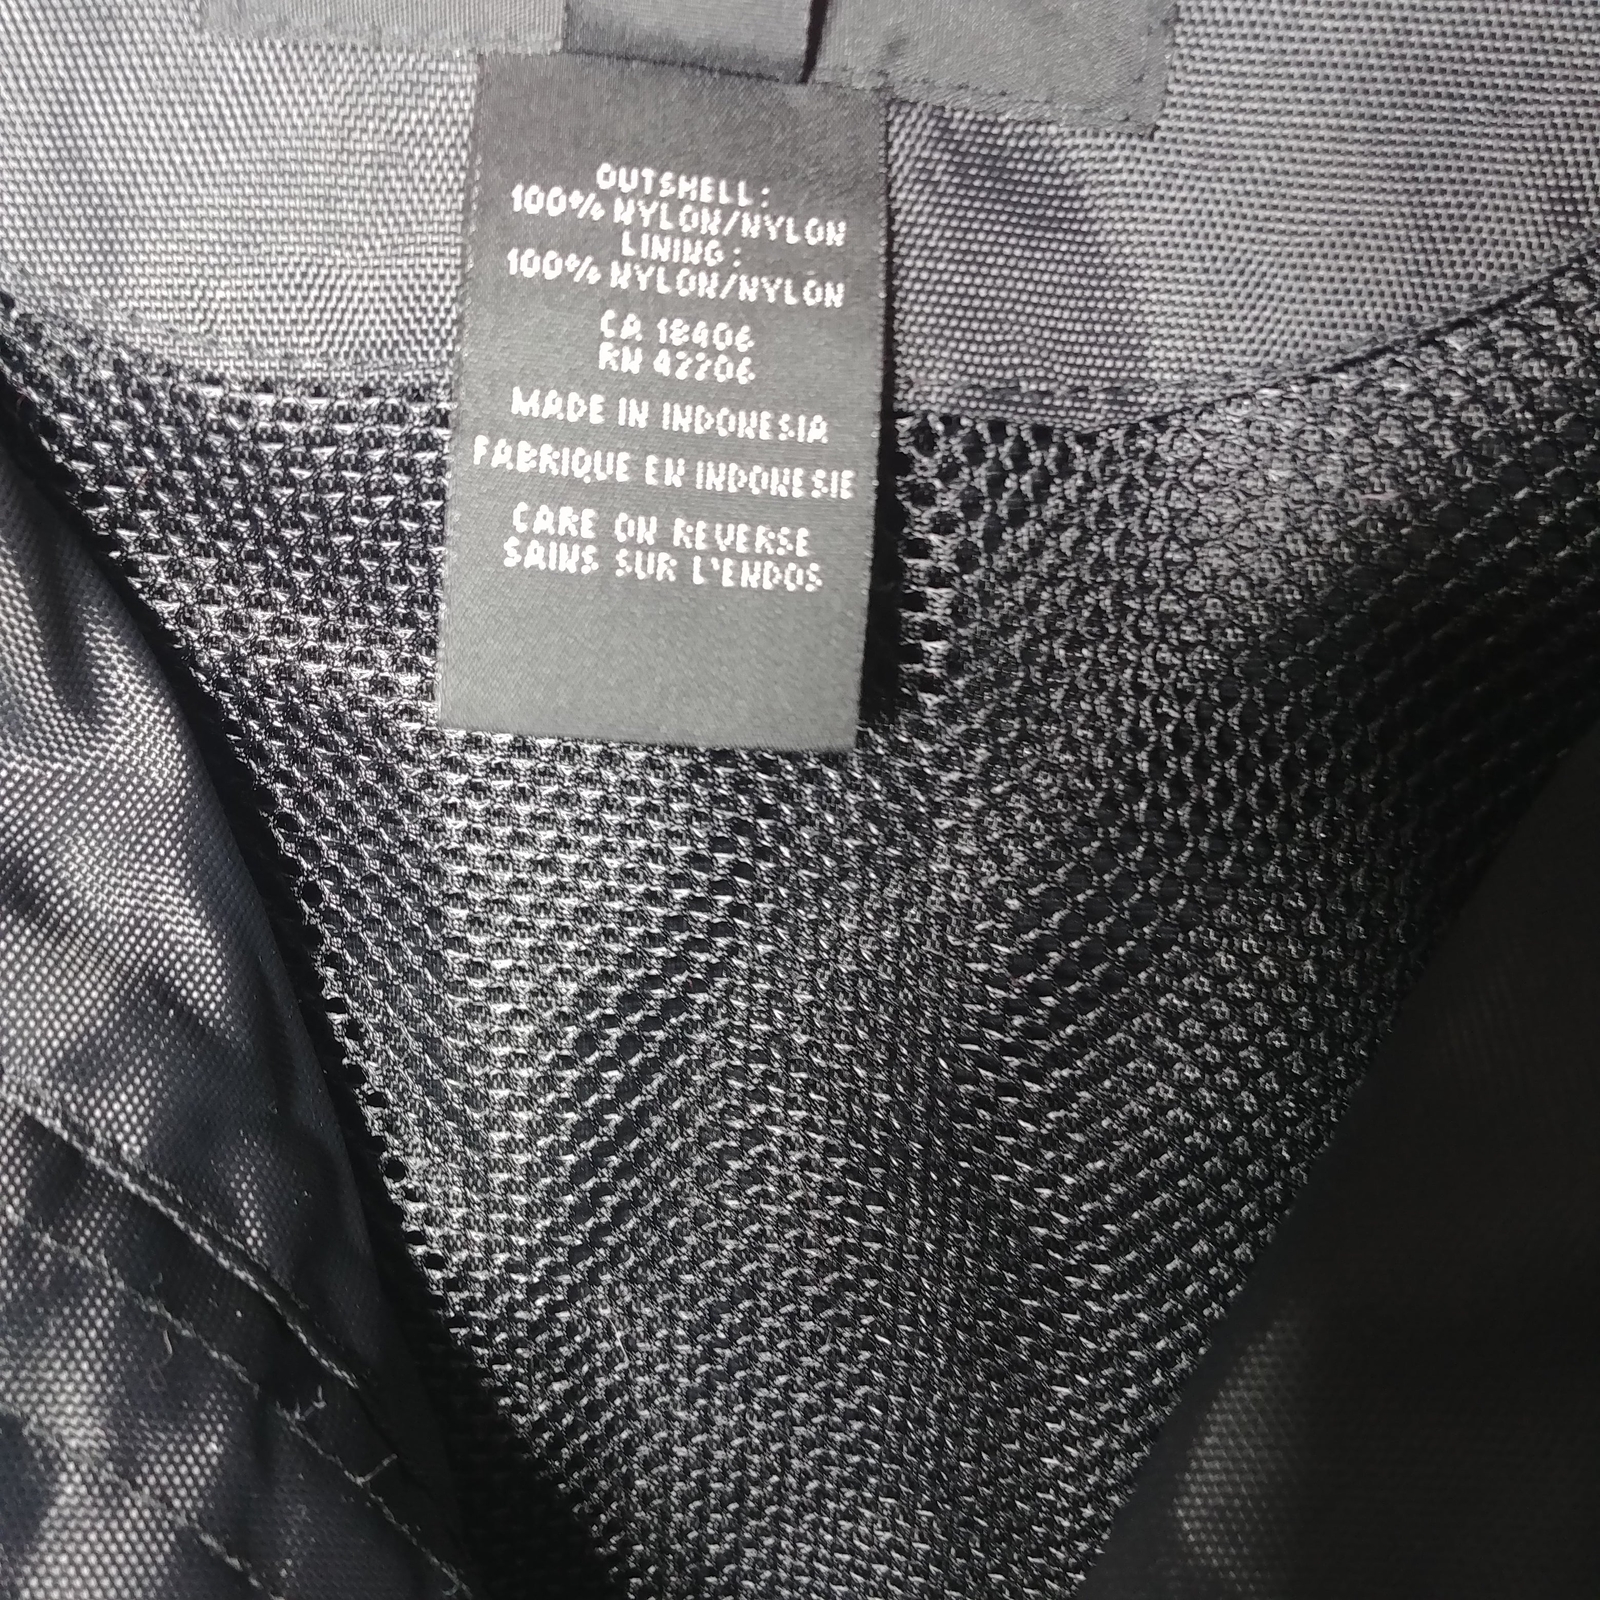 OUTSHELL:
100% NYLON/NYLON
LINING:
100% NYLON/NYLON
CA 18406
RN 42206
MADE IN INDONESIA
FABRIQUE EN INDONESIE
CARE ON REVERSE
SAINS SUR L'ENDOS